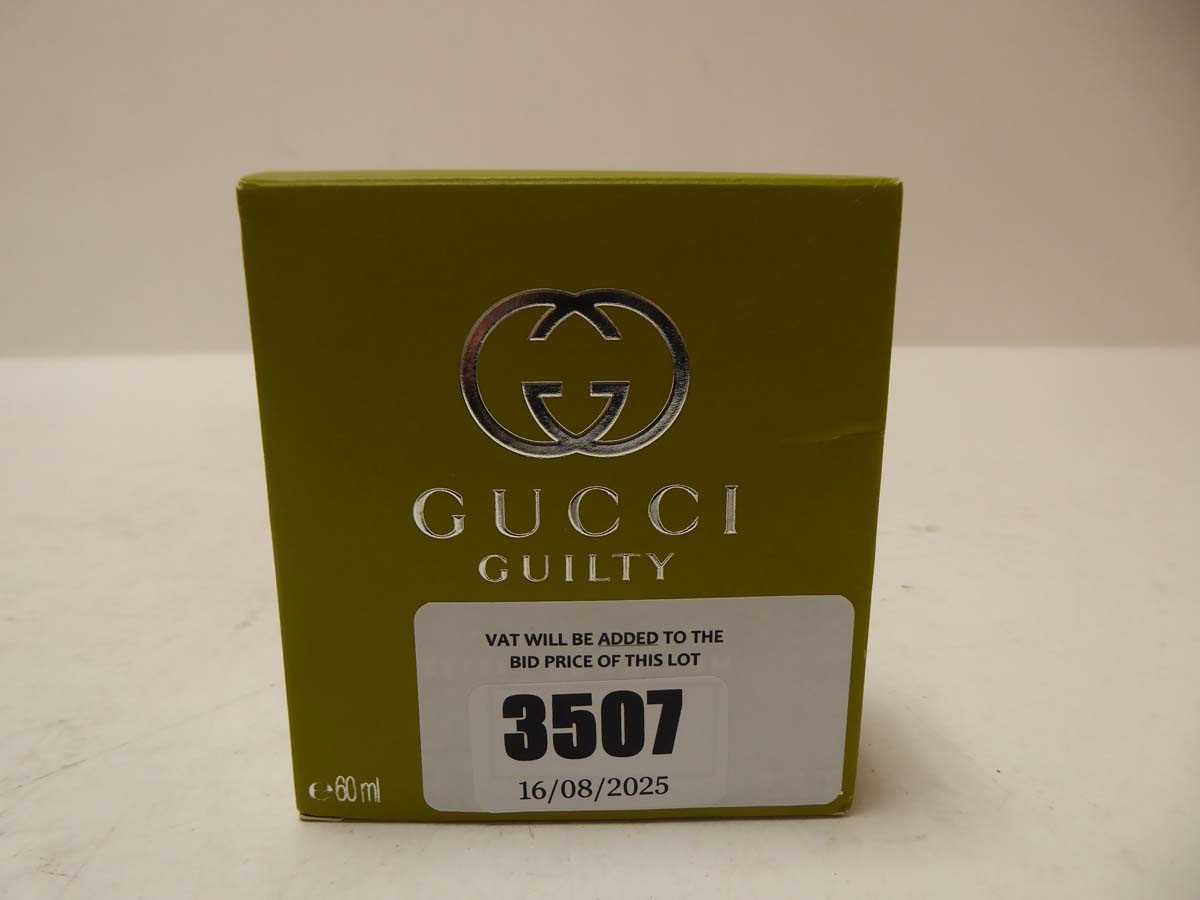 GUCCI
GUILTY
VAT WILL BE ADDED TO THE
BID PRICE OF THIS LOT
3507
16/08/2025
℮60 ml